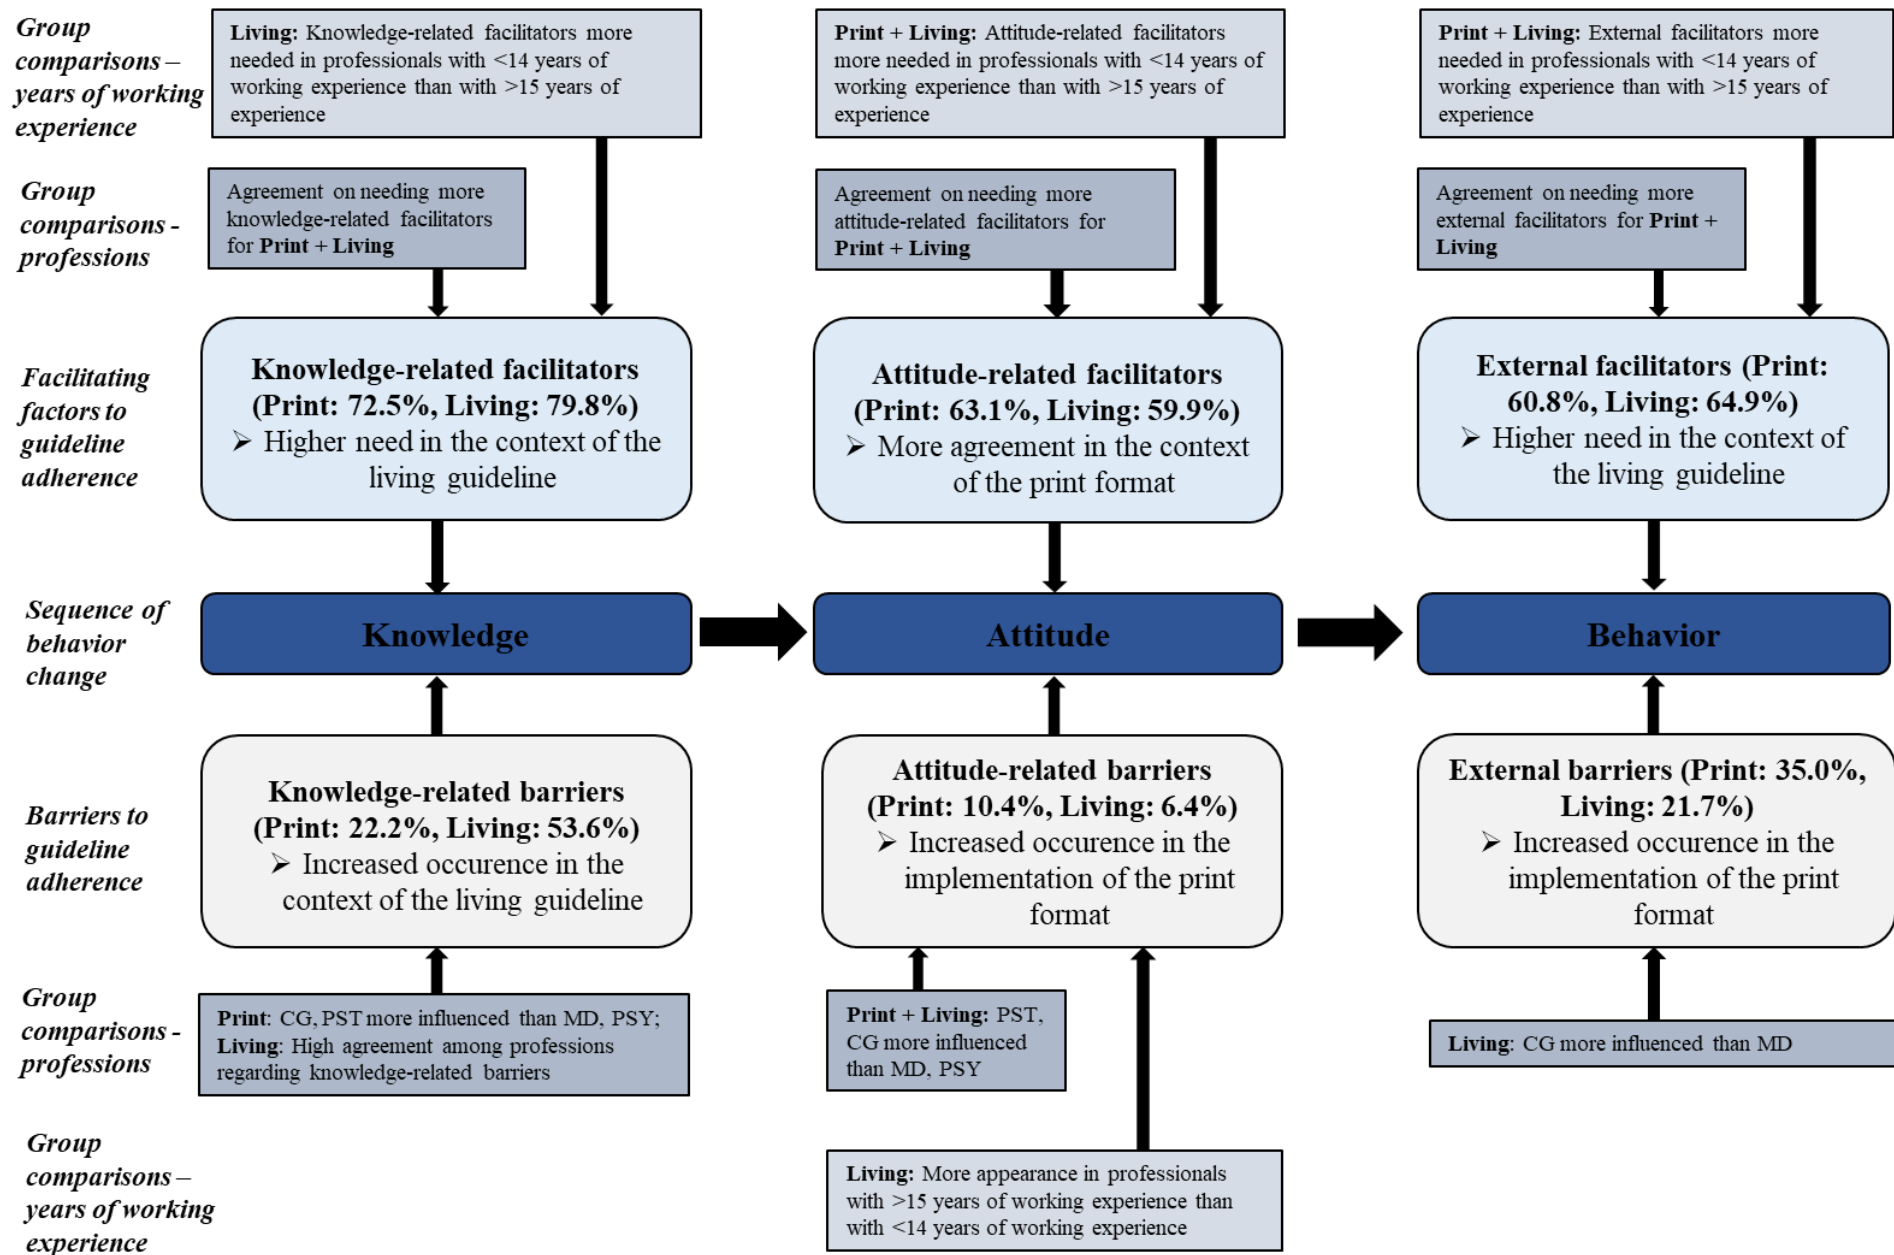 Group
comparisons –
years of working
experience
Living: Knowledge-related facilitators more
needed in professionals with <14 years of
working experience than with >15 years of
experience
Print + Living: Attitude-related facilitators
more needed in professionals with <14 years of
working experience than with >15 years of
experience
Print + Living: External facilitators more
needed in professionals with <14 years of
working experience than with >15 years of
experience
Group
comparisons -
professions
Agreement on needing more
knowledge-related facilitators
for Print + Living
Agreement on needing more
attitude-related facilitators for
Print + Living
Agreement on needing more
external facilitators for Print +
Living
Facilitating
factors to
guideline
adherence
Knowledge-related facilitators
(Print: 72.5%, Living: 79.8%)
➢ Higher need in the context of the
living guideline
Attitude-related facilitators
(Print: 63.1%, Living: 59.9%)
➢ More agreement in the context
of the print format
External facilitators (Print:
60.8%, Living: 64.9%)
➢ Higher need in the context of
the living guideline
Sequence of
behavior
change
Knowledge
Attitude
Behavior
Barriers to
guideline
adherence
Knowledge-related barriers
(Print: 22.2%, Living: 53.6%)
➢ Increased occurence in the
context of the living guideline
Attitude-related barriers
(Print: 10.4%, Living: 6.4%)
➢ Increased occurence in the
implementation of the print
format
External barriers (Print: 35.0%,
Living: 21.7%)
➢ Increased occurence in the
implementation of the print
format
Group
comparisons -
professions
Print: CG, PST more influenced than MD, PSY;
Living: High agreement among professions
regarding knowledge-related barriers
Print + Living: PST,
CG more influenced
than MD, PSY
Living: CG more influenced than MD
Group
comparisons –
years of working
experience
Living: More appearance in professionals
with >15 years of working experience than
with <14 years of working experience